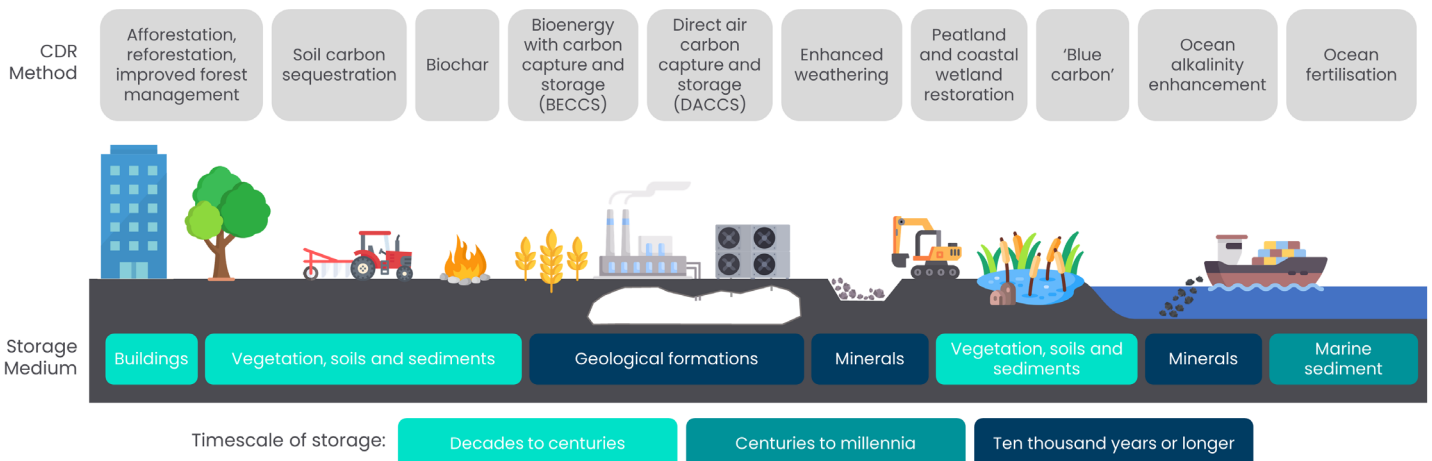 CDR
Method
Afforestation,
reforestation,
improved forest
management
Soil carbon
sequestration
Biochar
Bioenergy
with carbon
capture and
storage
(BECCS)
Direct air
carbon
capture and
storage
(DACCS)
Enhanced
weathering
Peatland
and coastal
wetland
restoration
‘Blue
carbon’
Ocean
alkalinity
enhancement
Ocean
fertilisation
Storage
Medium
Buildings
Vegetation, soils and sediments
Geological formations
Minerals
Vegetation, soils and
sediments
Minerals
Marine
sediment
Timescale of storage:
Decades to centuries
Centuries to millennia
Ten thousand years or longer